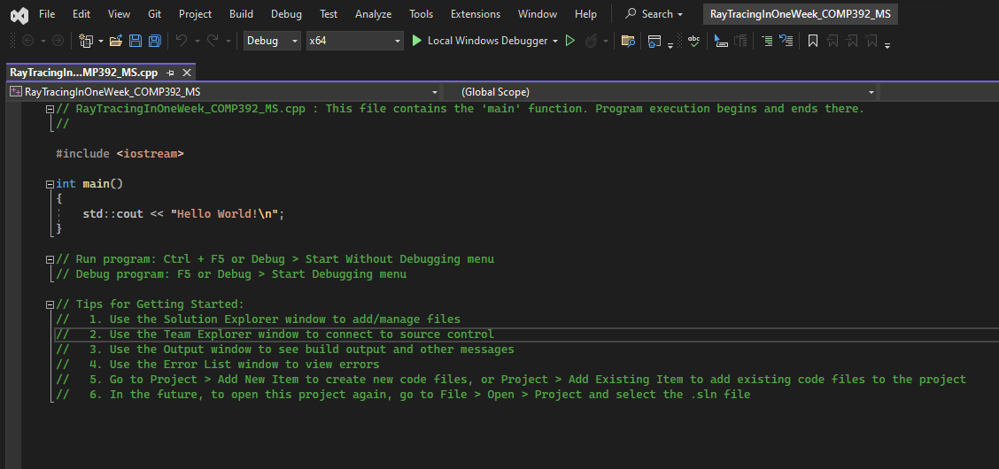 File Edit View Git Project Build Debug Test Analyze Tools Extensions Window Help Search RayTracingInOneWeek_COMP392_MS
Debug x64 Local Windows Debugger abc
RayTracingIn...MP392_MS.cpp
RayTracingInOneWeek_COMP392_MS (Global Scope)
// RayTracingInOneWeek_COMP392_MS.cpp : This file contains the 'main' function. Program execution begins and ends there.
//
#include <iostream>
int main()
{
std::cout << "Hello World!\n";
}
// Run program: Ctrl + F5 or Debug > Start Without Debugging menu
// Debug program: F5 or Debug > Start Debugging menu
// Tips for Getting Started:
//   1. Use the Solution Explorer window to add/manage files
//   2. Use the Team Explorer window to connect to source control
//   3. Use the Output window to see build output and other messages
//   4. Use the Error List window to view errors
//   5. Go to Project > Add New Item to create new code files, or Project > Add Existing Item to add existing code files to the project
//   6. In the future, to open this project again, go to File > Open > Project and select the .sln file